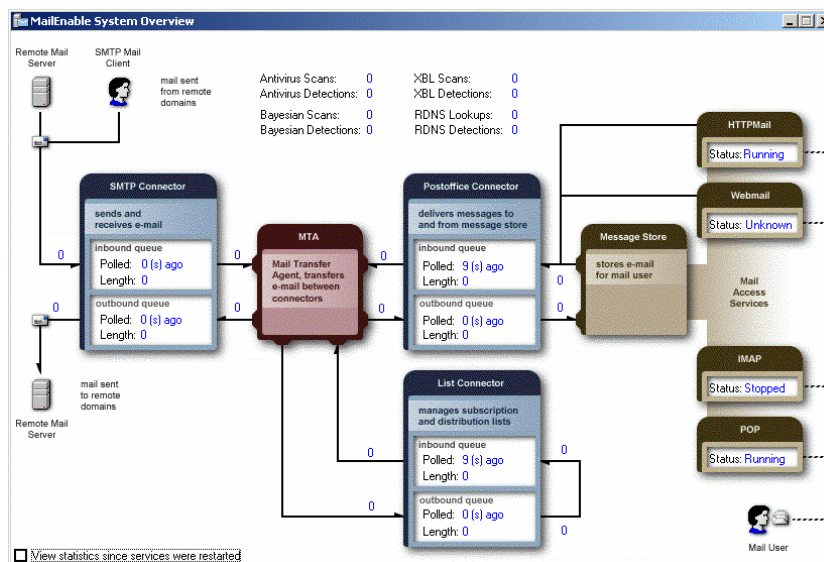 MailEnable System Overview
Remote Mail
Server
SMTP Mail
Client
mail sent
from remote
domains
Antivirus Scans: 0
Antivirus Detections: 0
Bayesian Scans: 0
Bayesian Detections: 0
XBL Scans: 0
XBL Detections: 0
RDNS Lookups: 0
RDNS Detections: 0
SMTP Connector
sends and
receives e-mail
inbound queue
Polled: 0 (s) ago
Length: 0
outbound queue
Polled: 0 (s) ago
Length: 0
0
0
0
0
MTA
Mail Transfer
Agent, transfers
e-mail between
connectors
Postoffice Connector
delivers messages to
and from message store
inbound queue
Polled: 9 (s) ago
Length: 0
outbound queue
Polled: 0 (s) ago
Length: 0
0
0
0
0
Message Store
stores e-mail
for mail user
HTTPMail
Status: Running
Webmail
Status: Unknown
Mail
Access
Services
IMAP
Status: Stopped
POP
Status: Running
List Connector
manages subscription
and distribution lists
inbound queue
Polled: 9 (s) ago
Length: 0
outbound queue
Polled: 0 (s) ago
Length: 0
0
0
0
0
mail sent
to remote
domains
Remote Mail
Server
Mail User
View statistics since services were restarted